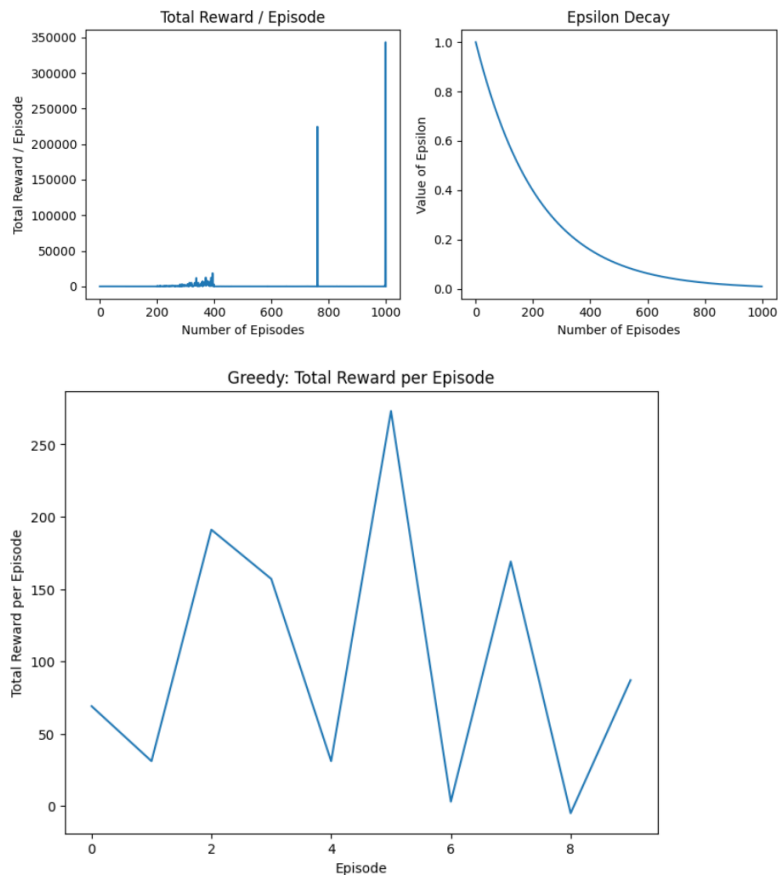 Total Reward / Episode
Total Reward / Episode
350000
300000
250000
200000
150000
100000
50000
0
0 200 400 600 800 1000
Number of Episodes
Epsilon Decay
Value of Epsilon
1.0
0.8
0.6
0.4
0.2
0.0
0 200 400 600 800 1000
Number of Episodes
Greedy: Total Reward per Episode
Total Reward per Episode
250
200
150
100
50
0
0 2 4 6 8
Episode